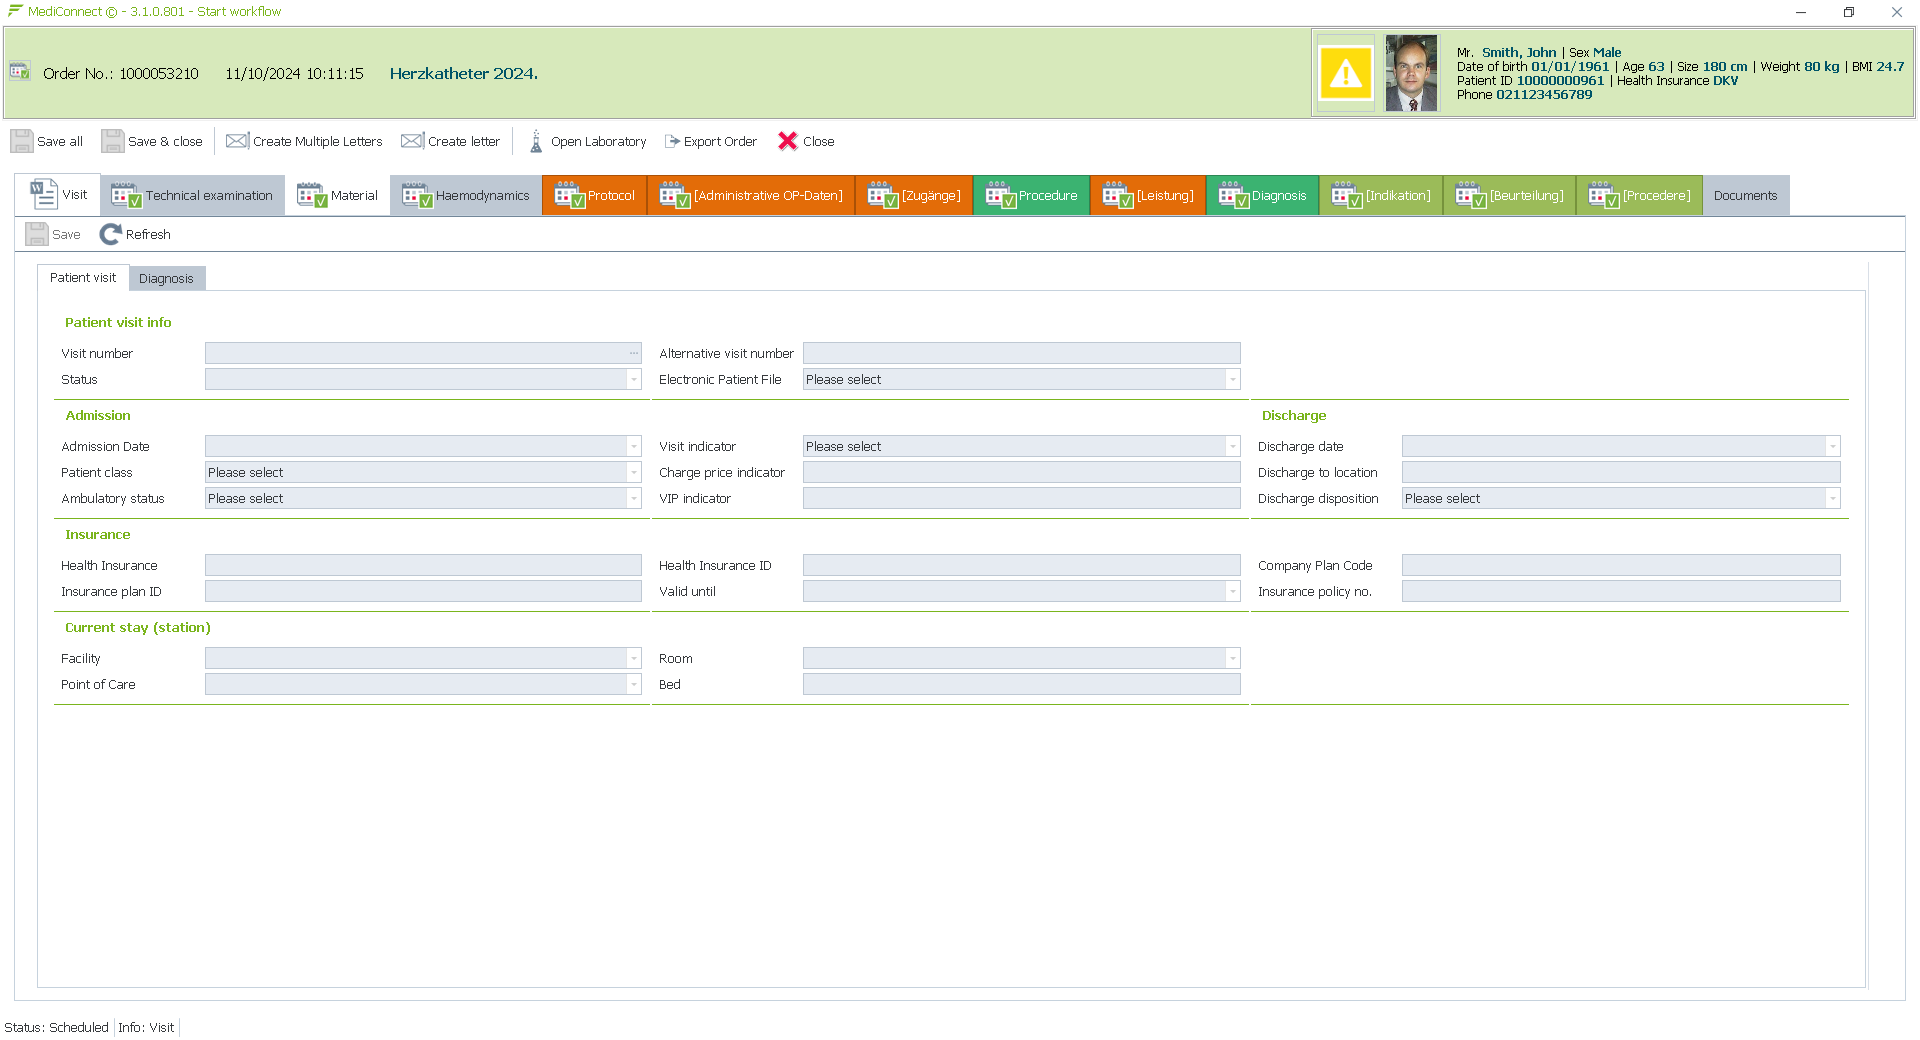 MediConnect © - 3.1.0.801 - Start workflow
Order No.: 1000053210 11/10/2024 10:11:15 Herzkatheter 2024.
Mr. Smith, John | Sex Male
Date of birth 01/01/1961 | Age 63 | Size 180 cm | Weight 80 kg | BMI 24.7
Patient ID 10000000961 | Health Insurance DKV
Phone 021123456789
Save all Save & close Create Multiple Letters Create letter Open Laboratory Export Order Close
Visit Technical examination Material Haemodynamics Protocol [Administrative OP-Daten] [Zugänge] Procedure [Leistung] Diagnosis [Indikation] [Beurteilung] [Procedere] Documents
Save Refresh
Patient visit Diagnosis
Patient visit info
Visit number ... Alternative visit number
Status Electronic Patient File Please select
Admission Discharge
Admission Date Visit indicator Please select Discharge date
Patient class Please select Charge price indicator Discharge to location
Ambulatory status Please select VIP indicator Discharge disposition Please select
Insurance
Health Insurance Health Insurance ID Company Plan Code
Insurance plan ID Valid until Insurance policy no.
Current stay (station)
Facility Room
Point of Care Bed
Status: Scheduled Info: Visit